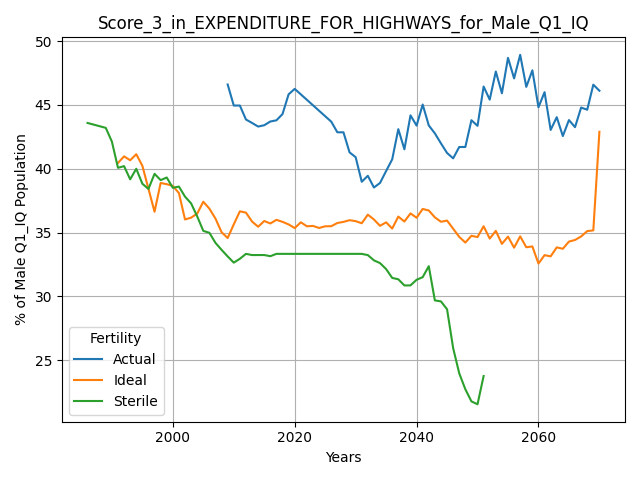 Score_3_in_EXPENDITURE_FOR_HIGHWAYS_for_Male_Q1_IQ
% of Male Q1_IQ Population
50
45
40
35
30
25
Fertility
Actual
Ideal
Sterile
2000
2020
2040
2060
Years